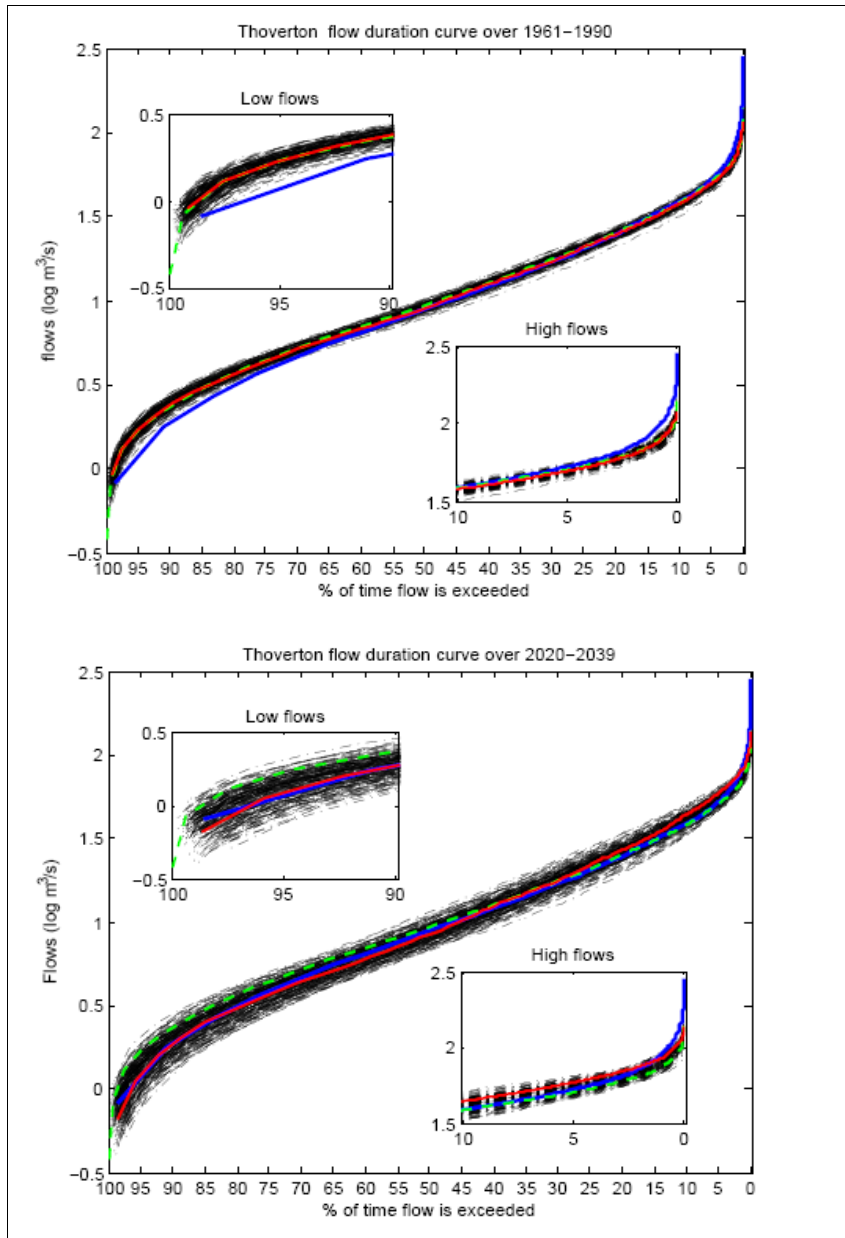 Thoverton flow duration curve over 1961−1990
2.5
2
1.5
1
0.5
0
−0.5
flows (log m³/s)
Low flows
0.5
0
−0.5
100 95 90
High flows
2.5
2
1.5
10 5 0
100 95 90 85 80 75 70 65 60 55 50 45 40 35 30 25 20 15 10 5 0
% of time flow is exceeded
Thoverton flow duration curve over 2020−2039
2.5
2
1.5
1
0.5
0
−0.5
Flows (log m³/s)
Low flows
0.5
0
−0.5
100 95 90
High flows
2.5
2
1.5
10 5 0
100 95 90 85 80 75 70 65 60 55 50 45 40 35 30 25 20 15 10 5 0
% of time flow is exceeded